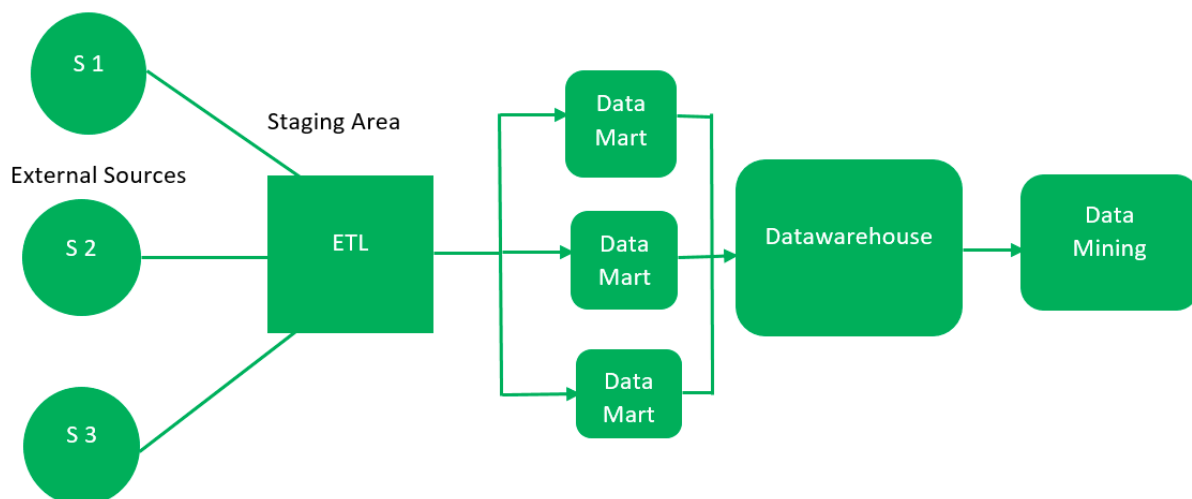 S 1
Staging Area
External Sources
S 2
S 3
ETL
Data
Mart
Data
Mart
Data
Mart
Datawarehouse
Data
Mining